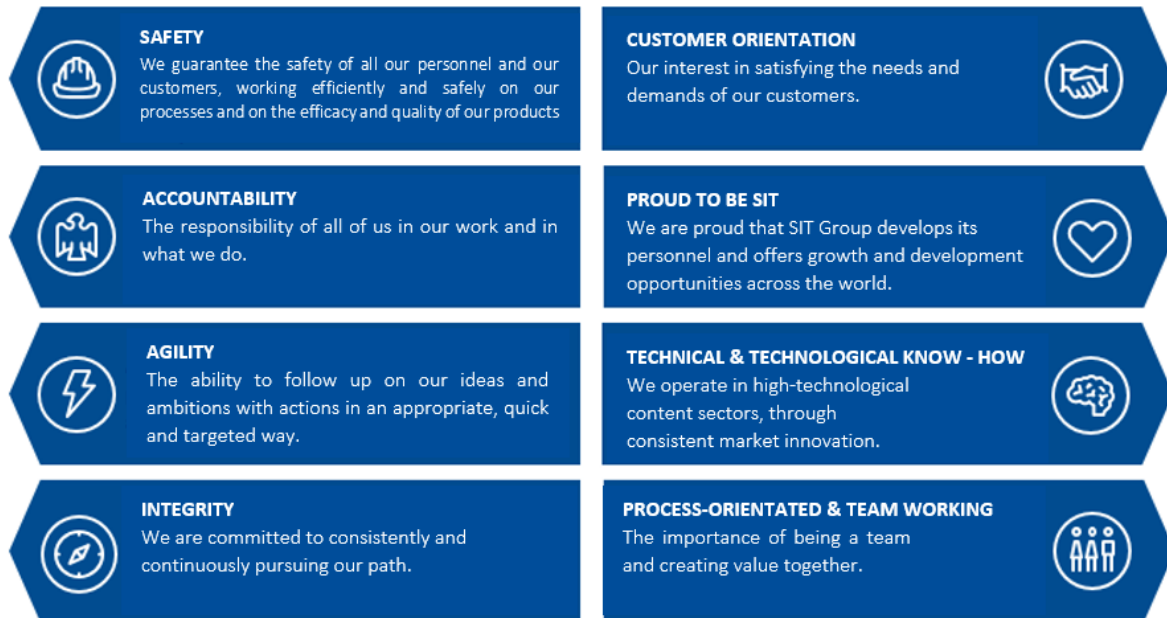 SAFETY
We guarantee the safety of all our personnel and our
customers, working efficiently and safely on our
processes and on the efficacy and quality of our products
CUSTOMER ORIENTATION
Our interest in satisfying the needs and
demands of our customers.
ACCOUNTABILITY
The responsibility of all of us in our work and in
what we do.
PROUD TO BE SIT
We are proud that SIT Group develops its
personnel and offers growth and development
opportunities across the world.
AGILITY
The ability to follow up on our ideas and
ambitions with actions in an appropriate, quick
and targeted way.
TECHNICAL & TECHNOLOGICAL KNOW - HOW
We operate in high-technological
content sectors, through
consistent market innovation.
INTEGRITY
We are committed to consistently and
continuously pursuing our path.
PROCESS-ORIENTATED & TEAM WORKING
The importance of being a team
and creating value together.